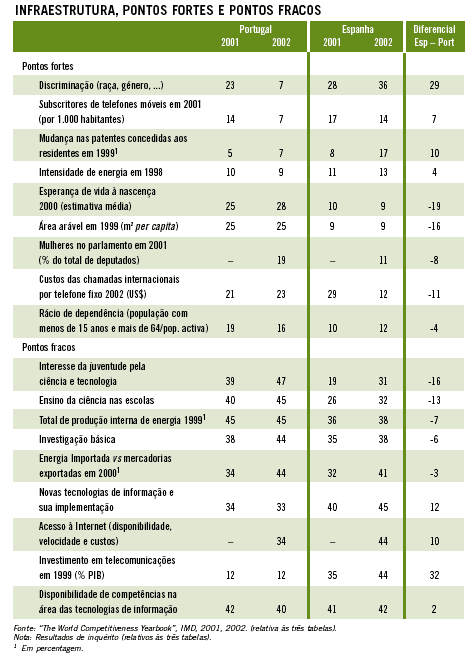 INFRAESTRUTURA, PONTOS FORTES E PONTOS FRACOS
Portugal Espanha Diferencial
2001 2002 2001 2002 Esp – Port
Pontos fortes
Discriminação (raça, género, ...) 23 7 28 36 29
Subscritores de telefones móveis em 2001
(por 1.000 habitantes) 14 7 17 14 7
Mudança nas patentes concedidas aos
residentes em 1999¹ 5 7 8 17 10
Intensidade de energia em 1998 10 9 11 13 4
Esperança de vida à nascença
2000 (estimativa média) 25 28 10 9 -19
Área arável em 1999 (m² per capita) 25 25 9 9 -16
Mulheres no parlamento em 2001
(% do total de deputados) – 19 – 11 -8
Custos das chamadas internacionais
por telefone fixo 2002 (US$) 21 23 29 12 -11
Rácio de dependência (população com
menos de 15 anos e mais de 64/pop. activa) 19 16 10 12 -4
Pontos fracos
Interesse da juventude pela
ciência e tecnologia 39 47 19 31 -16
Ensino da ciência nas escolas 40 45 26 32 -13
Total de produção interna de energia 1999¹ 45 45 36 38 -7
Investigação básica 38 44 35 38 -6
Energia Importada vs mercadorias
exportadas em 2000¹ 34 44 32 41 -3
Novas tecnologias de informação e
sua implementação 34 33 40 45 12
Acesso à Internet (disponibilidade,
velocidade e custos) – 34 – 44 10
Investimento em telecomunicações
em 1999 (% PIB) 12 12 35 44 32
Disponibilidade de competências na
área das tecnologias de informação 42 40 41 42 2
Fonte: "The World Competitiveness Yearbook", IMD, 2001, 2002. (relativa às três tabelas).
Nota: Resultados de inquérito (relativos às três tabelas).
¹ Em percentagem.